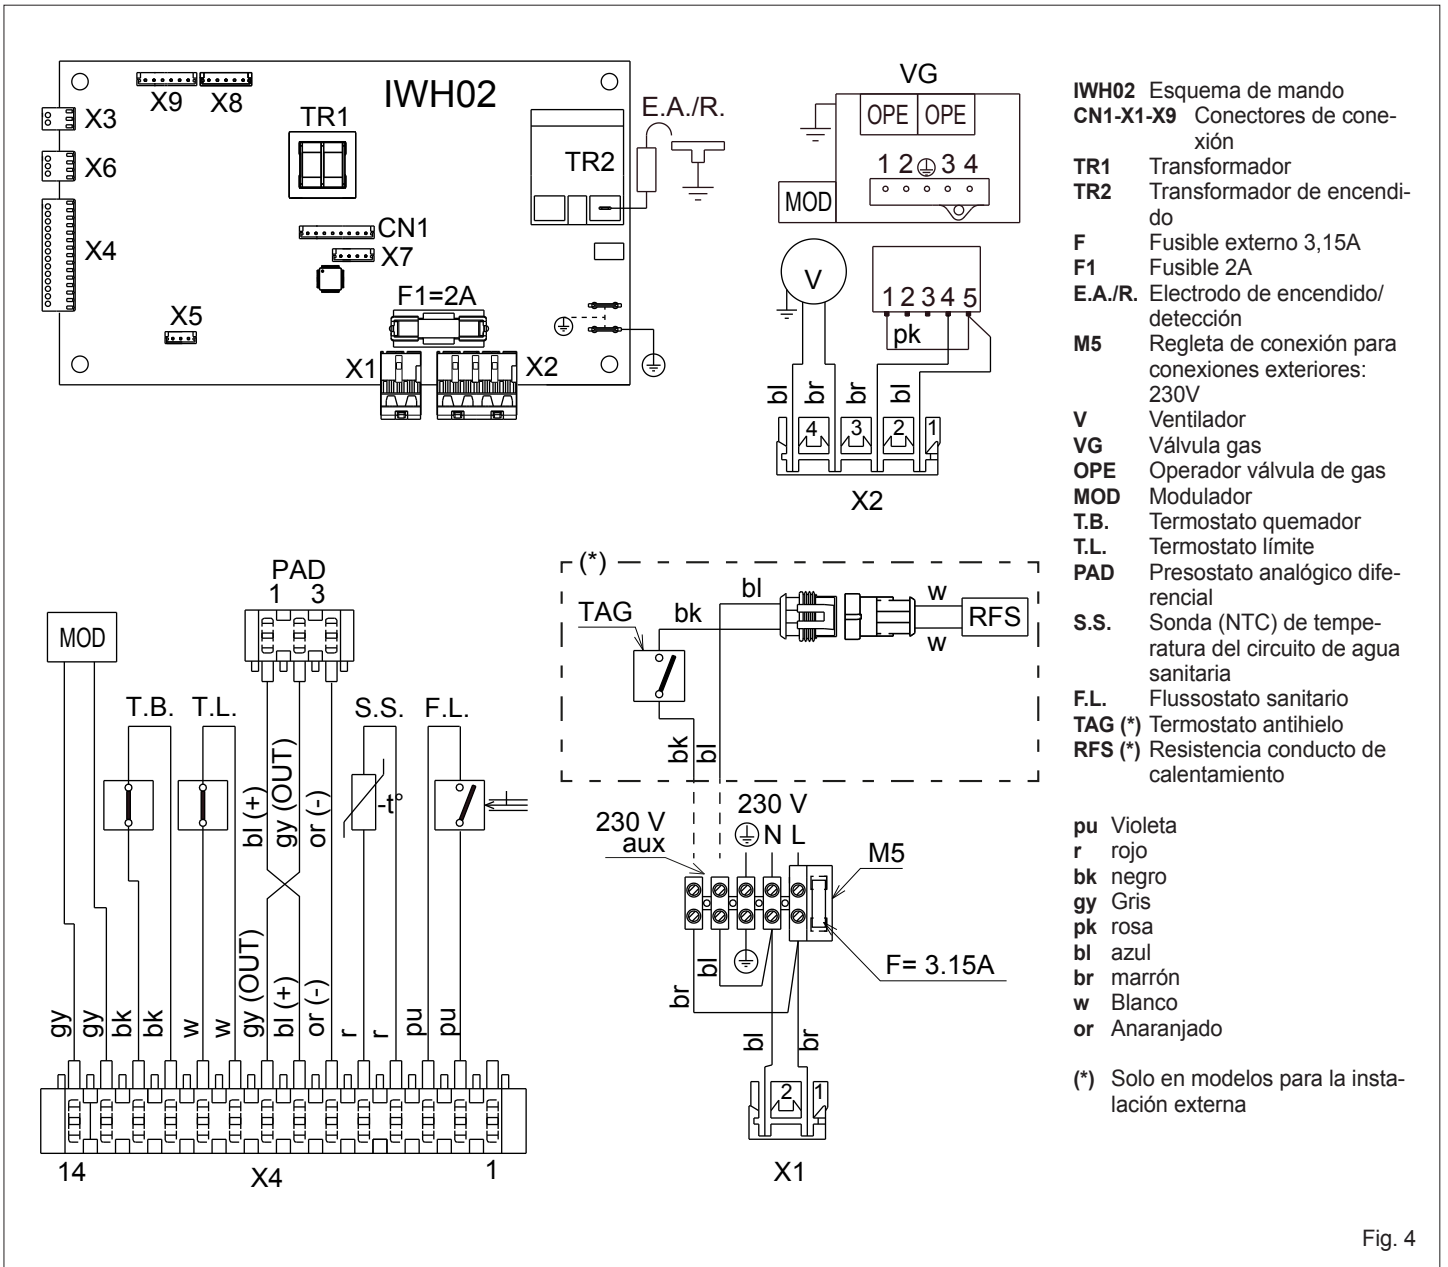 IWH02
X9 X8
X3
X6
X4
TR1
TR2
E.A./R.
CN1
X7
F1=2A
X5
X1
X2
VG
OPE OPE
1 2 3 4
MOD
V
1 2 3 4 5
pk
bl br br bl
4 3 2 1
X2
PAD
1 3
MOD
T.B. T.L. S.S. F.L.
bl (+)
gy (OUT)
or (-)
-t°
gy gy bk bk w w gy (OUT) bl (+) or (-) r r pu pu
14 1
X4
(*)
TAG
bk
bl
w
w
RFS
bk bl
230 V
aux
230 V
N L
M5
F= 3.15A
br bl
bl br
2 1
X1
IWH02 Esquema de mando
CN1-X1-X9 Conectores de cone-
xión
TR1 Transformador
TR2 Transformador de encendi-
do
F Fusible externo 3,15A
F1 Fusible 2A
E.A./R. Electrodo de encendido/
detección
M5 Regleta de conexión para
conexiones exteriores:
230V
V Ventilador
VG Válvula gas
OPE Operador válvula de gas
MOD Modulador
T.B. Termostato quemador
T.L. Termostato límite
PAD Presostato analógico dife-
rencial
S.S. Sonda (NTC) de tempe-
ratura del circuito de agua
sanitaria
F.L. Flussostato sanitario
TAG (*) Termostato antihielo
RFS (*) Resistencia conducto de
calentamiento
pu Violeta
r rojo
bk negro
gy Gris
pk rosa
bl azul
br marrón
w Blanco
or Anaranjado
(*) Solo en modelos para la insta-
lación externa
Fig. 4